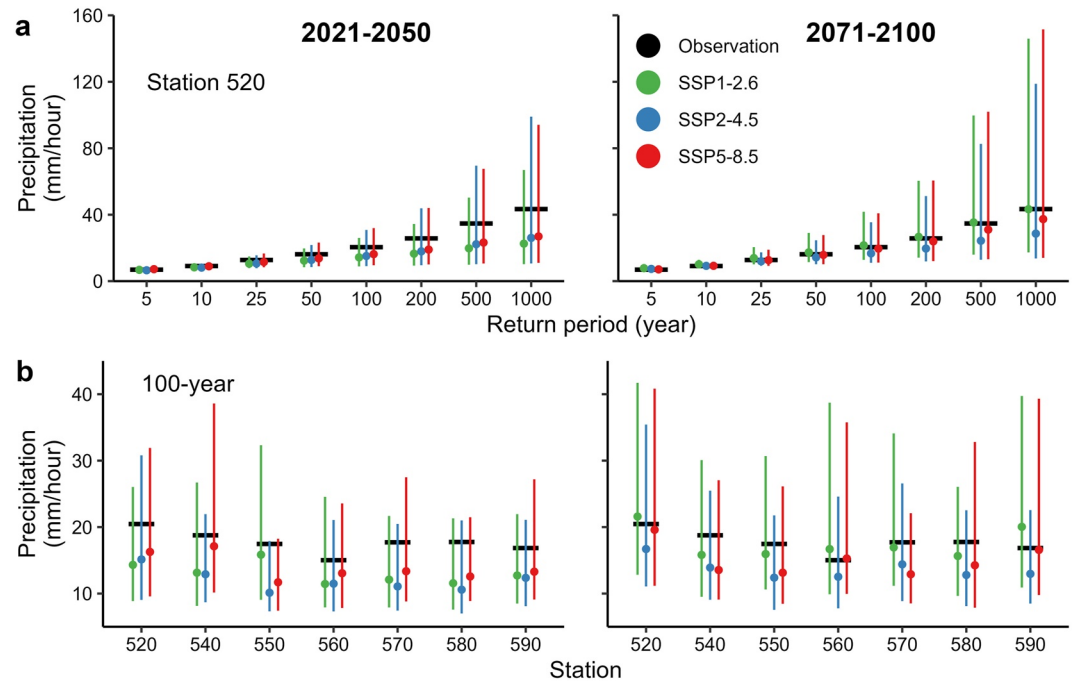 a
2021-2050
2071-2100
Station 520
Observation
SSP1-2.6
SSP2-4.5
SSP5-8.5
Precipitation
(mm/hour)
160
120
80
40
0
5 10 25 50 100 200 500 1000
5 10 25 50 100 200 500 1000
Return period (year)
b
100-year
Precipitation
(mm/hour)
40
30
20
10
520 540 550 560 570 580 590
520 540 550 560 570 580 590
Station